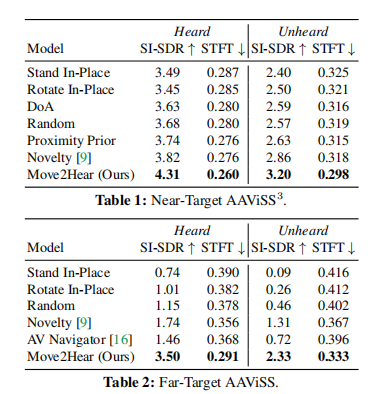 Heard Unheard
Model SI-SDR ↑ STFT ↓ SI-SDR ↑ STFT ↓
Stand In-Place 3.49 0.287 2.40 0.325
Rotate In-Place 3.45 0.285 2.50 0.321
DoA 3.63 0.280 2.59 0.316
Random 3.68 0.280 2.57 0.319
Proximity Prior 3.74 0.276 2.63 0.315
Novelty [9] 3.82 0.276 2.86 0.318
Move2Hear (Ours) 4.31 0.260 3.20 0.298
Table 1: Near-Target AAViSS³.
Heard Unheard
Model SI-SDR ↑ STFT ↓ SI-SDR ↑ STFT ↓
Stand In-Place 0.74 0.390 0.09 0.416
Rotate In-Place 1.01 0.382 0.26 0.412
Random 1.15 0.378 0.46 0.402
Novelty [9] 1.74 0.356 1.31 0.367
AV Navigator [16] 1.46 0.368 0.72 0.396
Move2Hear (Ours) 3.50 0.291 2.33 0.333
Table 2: Far-Target AAViSS.